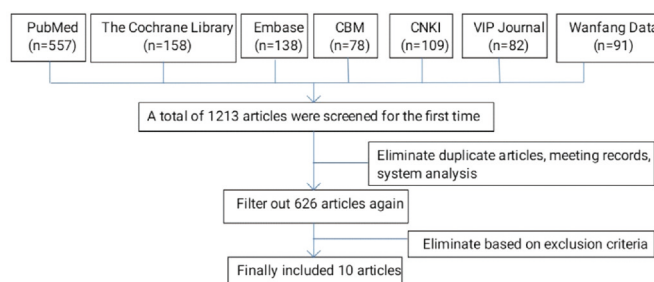 PubMed
(n=557)
The Cochrane Library
(n=158)
Embase
(n=138)
CBM
(n=78)
CNKI
(n=109)
VIP Journal
(n=82)
Wanfang Data
(n=91)
A total of 1213 articles were screened for the first time
Eliminate duplicate articles, meeting records,
system analysis
Filter out 626 articles again
Eliminate based on exclusion criteria
Finally included 10 articles